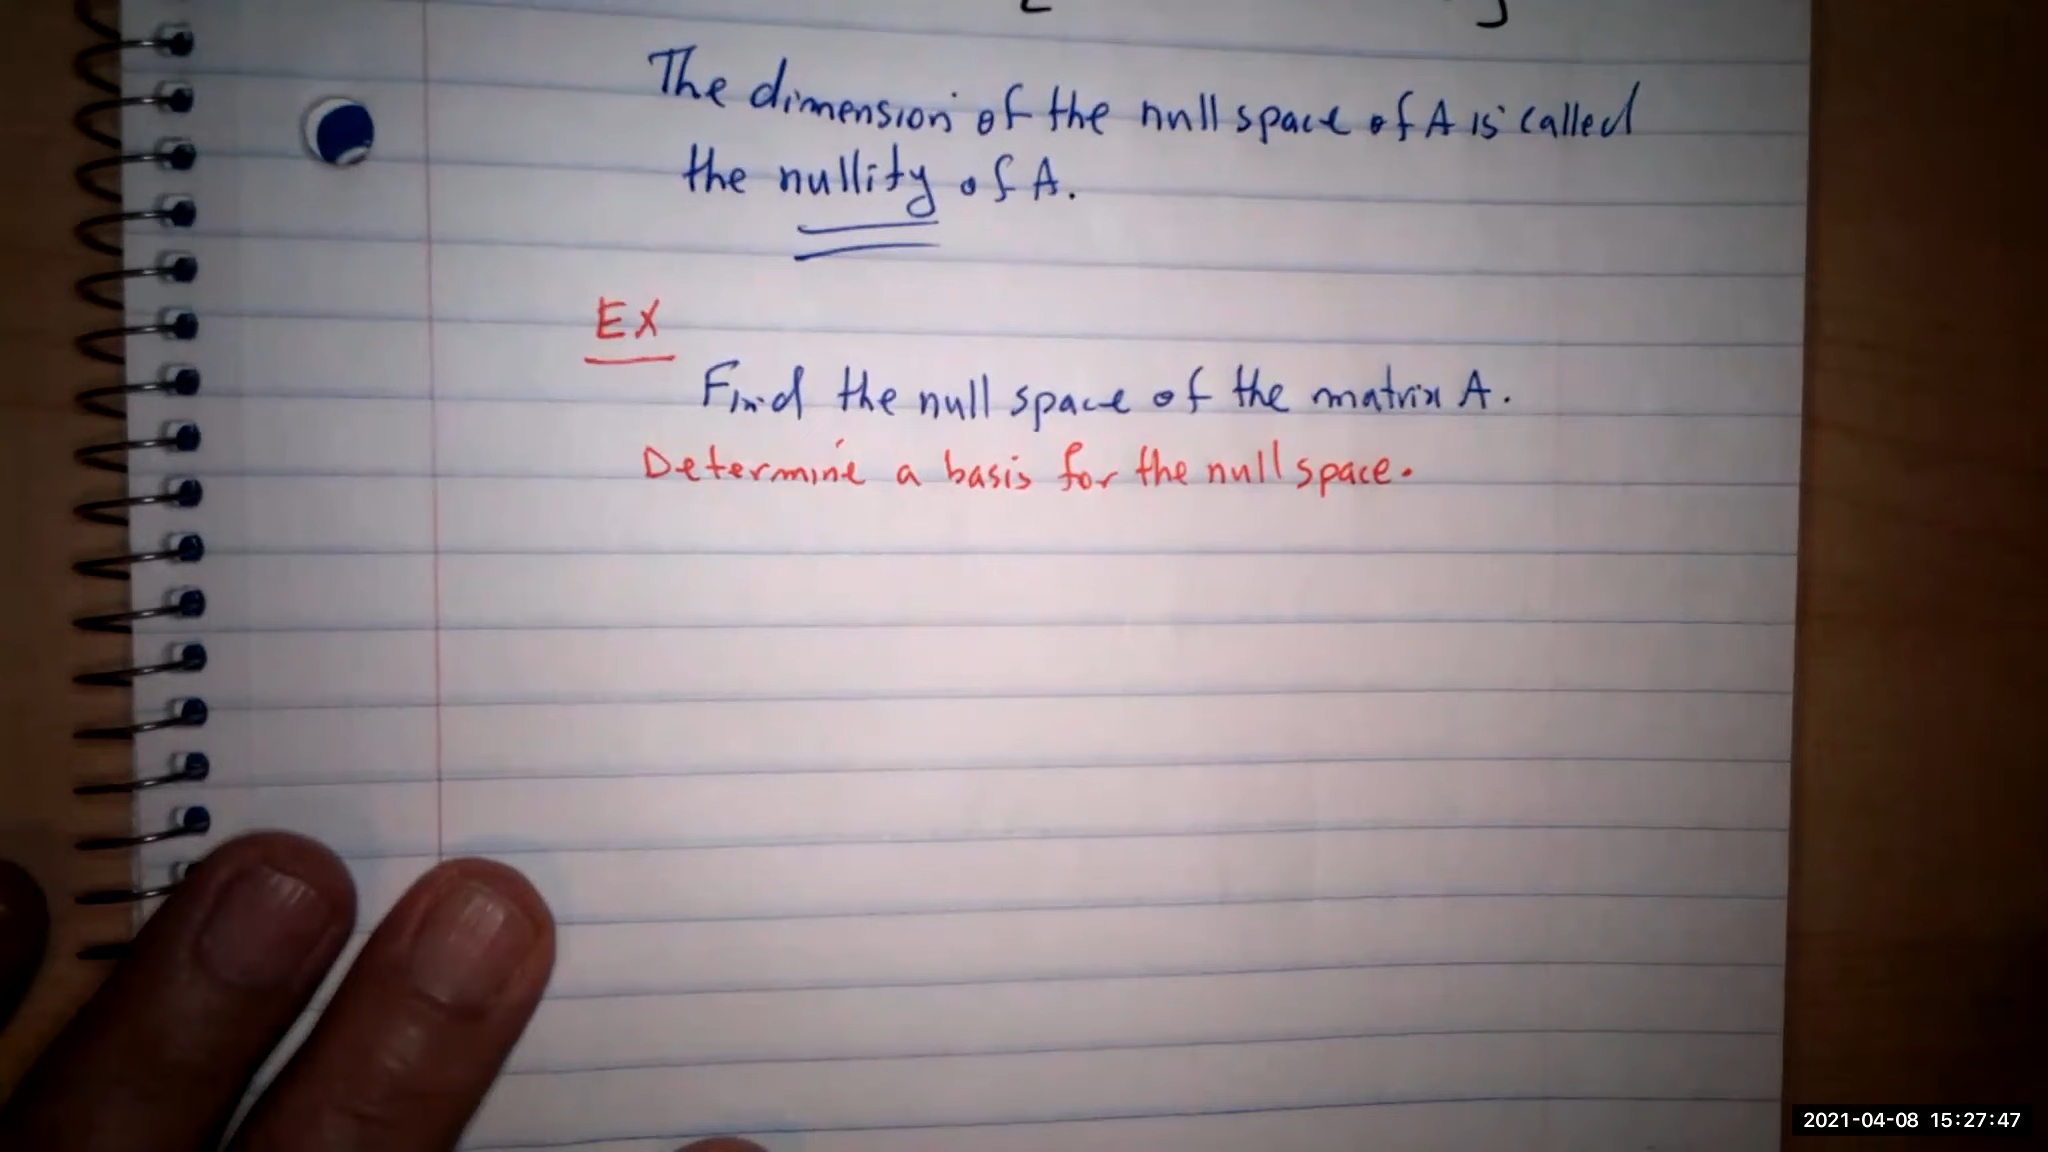 The dimension of the null space of A is called
the nullity of A.
EX
Find the null space of the matrix A.
Determine a basis for the null space.
2021-04-08 15:27:47